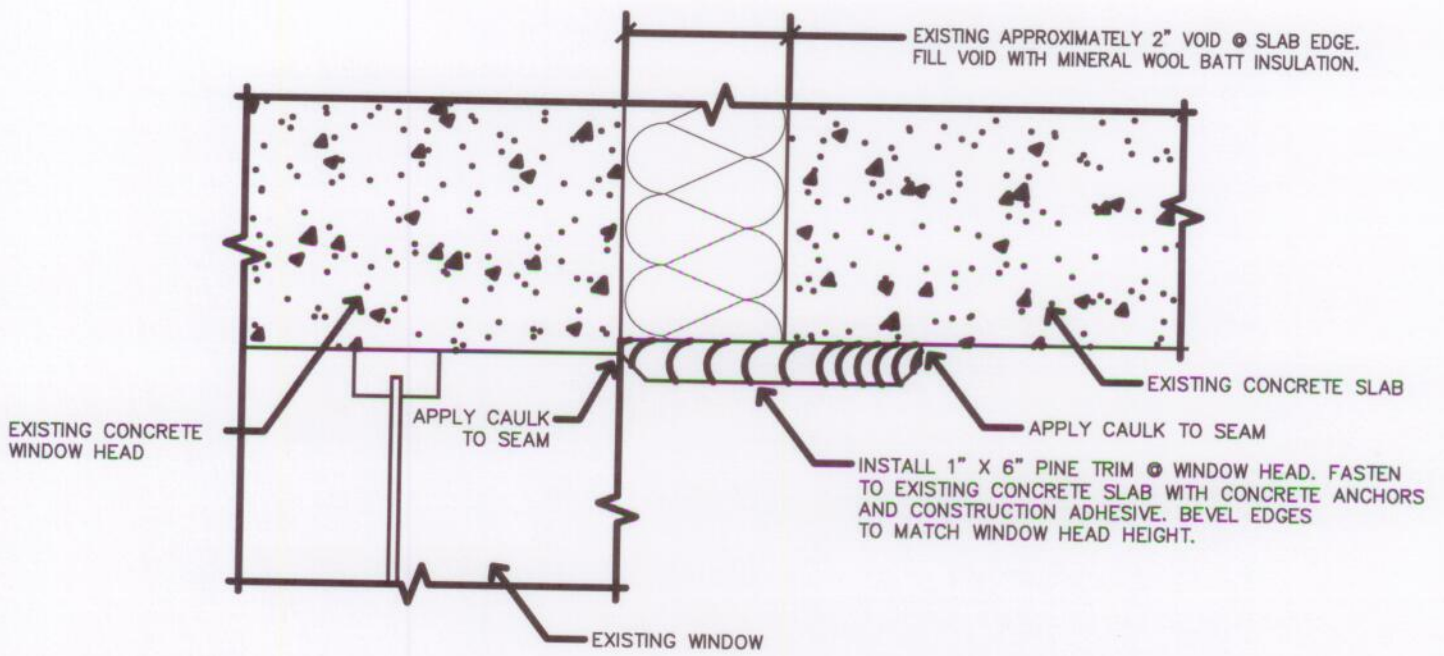 EXISTING APPROXIMATELY 2" VOID @ SLAB EDGE.
FILL VOID WITH MINERAL WOOL BATT INSULATION.
EXISTING CONCRETE SLAB
APPLY CAULK
TO SEAM
APPLY CAULK TO SEAM
EXISTING CONCRETE
WINDOW HEAD
INSTALL 1" X 6" PINE TRIM @ WINDOW HEAD. FASTEN
TO EXISTING CONCRETE SLAB WITH CONCRETE ANCHORS
AND CONSTRUCTION ADHESIVE. BEVEL EDGES
TO MATCH WINDOW HEAD HEIGHT.
EXISTING WINDOW